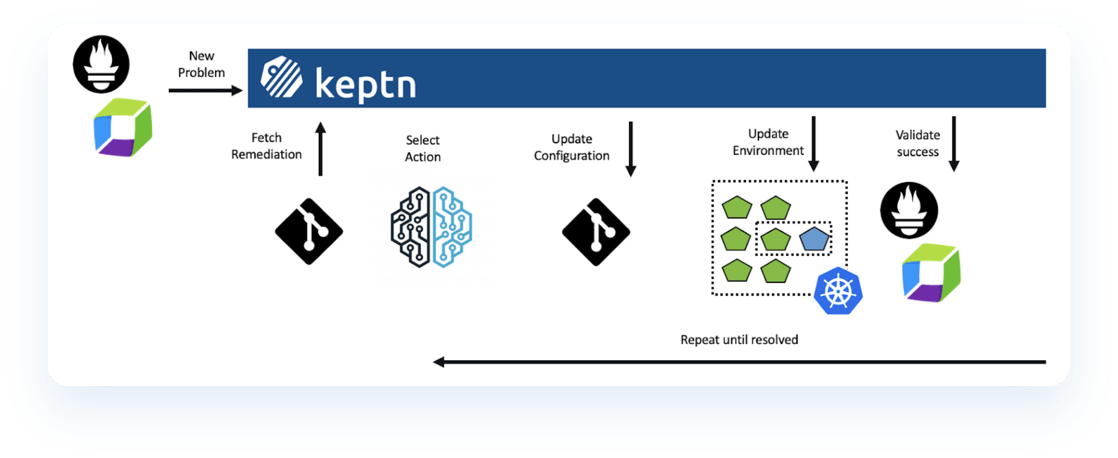 New
Problem
keptn
Fetch
Remediation
Select
Action
Update
Configuration
Update
Environment
Validate
success
Repeat until resolved